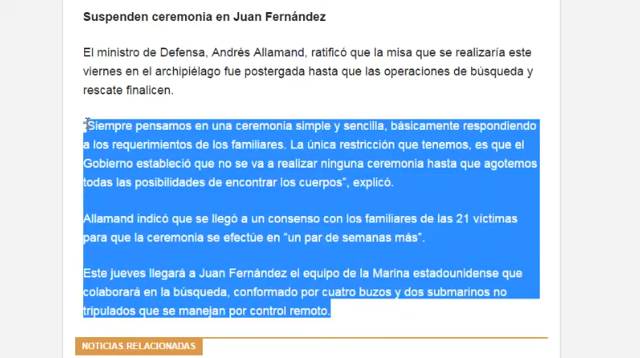 Suspenden ceremonia en Juan Fernández
El ministro de Defensa, Andrés Allamand, ratificó que la misa que se realizaría este
viernes en el archipiélago fue postergada hasta que las operaciones de búsqueda y
rescate finalicen.
“Siempre pensamos en una ceremonia simple y sencilla, básicamente respondiendo
a los requerimientos de los familiares. La única restricción que tenemos, es que el
Gobierno estableció que no se va a realizar ninguna ceremonia hasta que agotemos
todas las posibilidades de encontrar los cuerpos”, explicó.
Allamand indicó que se llegó a un consenso con los familiares de las 21 víctimas
para que la ceremonia se efectúe en “un par de semanas más”.
Este jueves llegará a Juan Fernández el equipo de la Marina estadounidense que
colaborará en la búsqueda, conformado por cuatro buzos y dos submarinos no
tripulados que se manejan por control remoto.
NOTICIAS RELACIONADAS